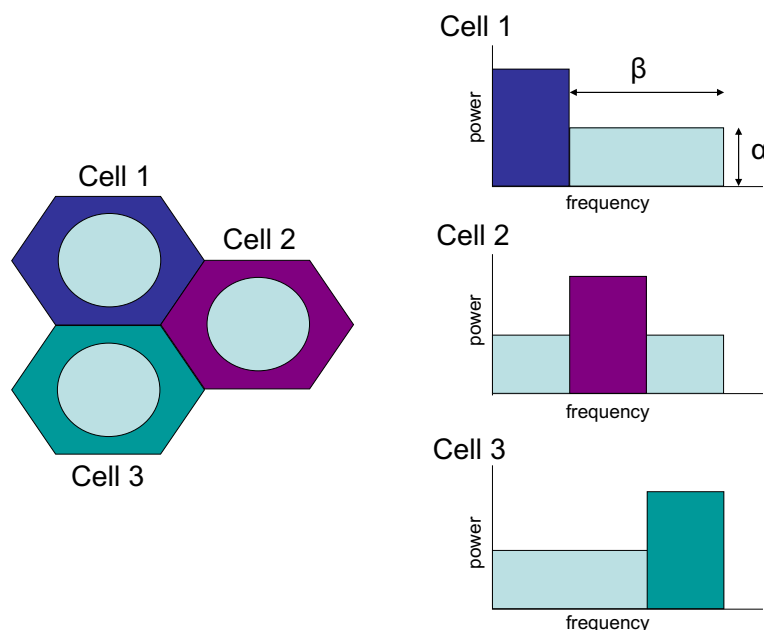 Cell 1
Cell 2
Cell 3
Cell 1
power
β
α
frequency
Cell 2
power
frequency
Cell 3
power
frequency